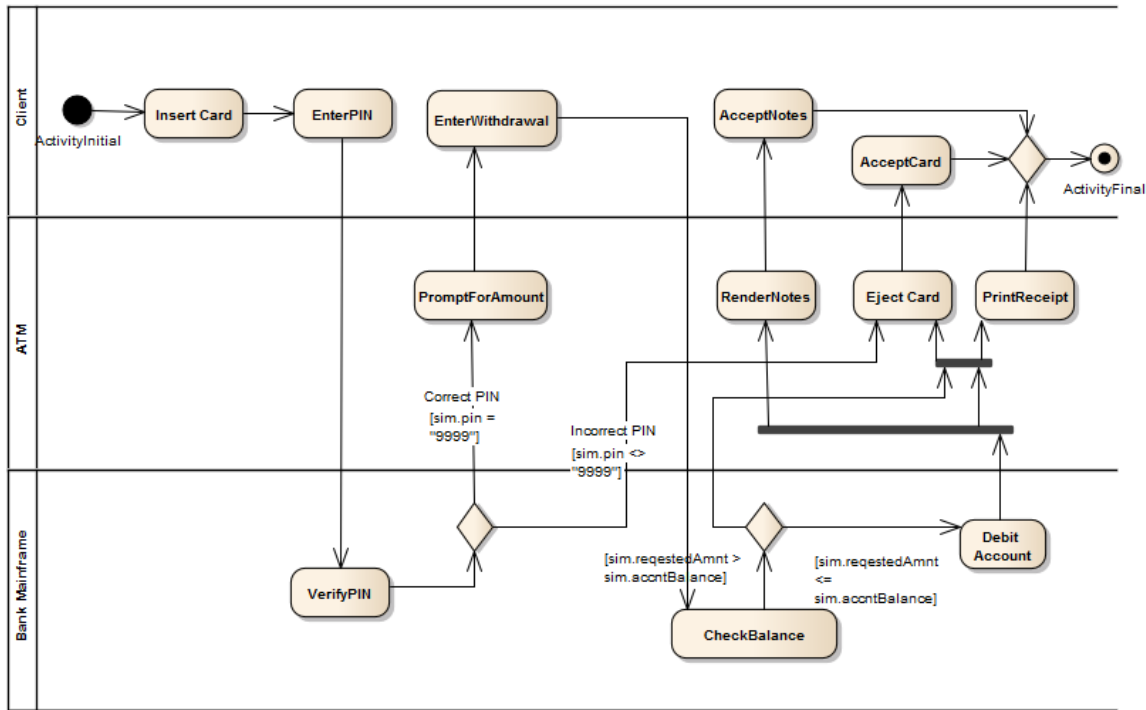 Client
ActivityInitial
Insert Card
EnterPIN
EnterWithdrawal
AcceptNotes
AcceptCard
ActivityFinal
ATM
PromptForAmount
RenderNotes
Eject Card
PrintReceipt
Correct PIN
[sim.pin =
"9999"]
Incorrect PIN
[sim.pin <>
"9999"]
Bank Mainframe
VerifyPIN
[sim.reqestedAmnt >
sim.accntBalance]
[sim.reqestedAmnt
<=
sim.accntBalance]
Debit
Account
CheckBalance